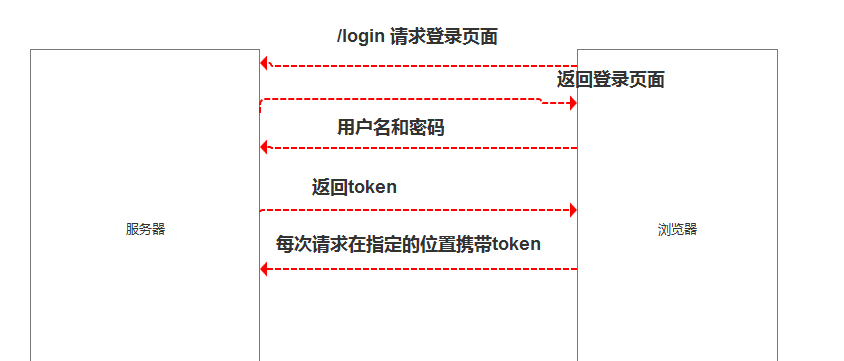 /login 请求登录页面
返回登录页面
用户名和密码
返回token
服务器
浏览器
每次请求在指定的位置携带token